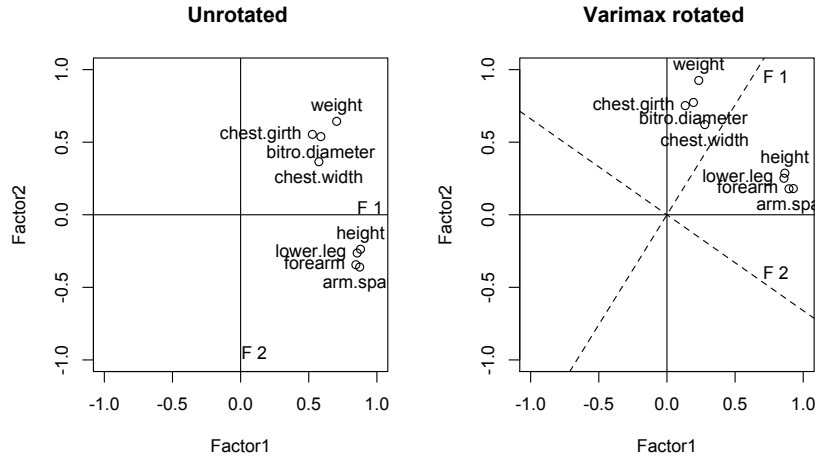 Unrotated
Varimax rotated
1.0
0.5
0.0
-0.5
-1.0
Factor2
weight
chest.girth
bitro.diameter
chest.width
F 1
height
lower.leg
forearm
arm.spa
F 2
-1.0
-0.5
0.0
0.5
1.0
Factor1
1.0
0.5
0.0
-0.5
-1.0
Factor2
weight
F 1
chest.girth
bitro.diameter
chest.width
height
lower.leg
forearm
arm.spa
F 2
-1.0
-0.5
0.0
0.5
1.0
Factor1